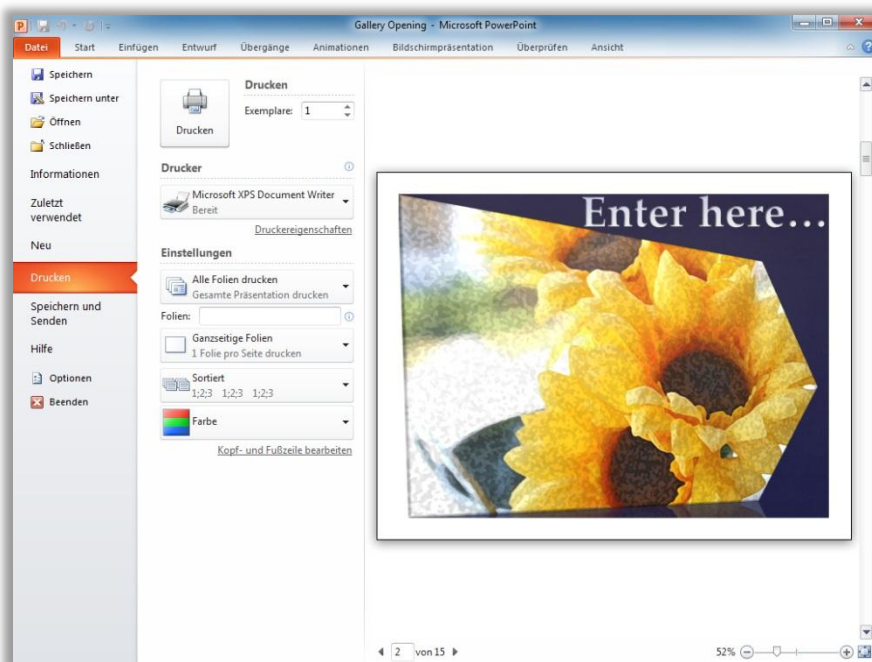 Gallery Opening - Microsoft PowerPoint
Datei Start Einfügen Entwurf Übergänge Animationen Bildschirmpräsentation Überprüfen Ansicht
Speichern
Speichern unter
Öffnen
Schließen
Informationen
Zuletzt
verwendet
Neu
Drucken
Speichern und
Senden
Hilfe
Optionen
Beenden
Drucken
Drucken
Exemplare: 1
Drucker
Microsoft XPS Document Writer
Bereit
Druckereigenschaften
Einstellungen
Alle Folien drucken
Gesamte Präsentation drucken
Folien:
Ganzseitige Folien
1 Folie pro Seite drucken
Sortiert
1;2;3 1;2;3 1;2;3
Farbe
Kopf- und Fußzeile bearbeiten
Enter here...
2 von 15
52%